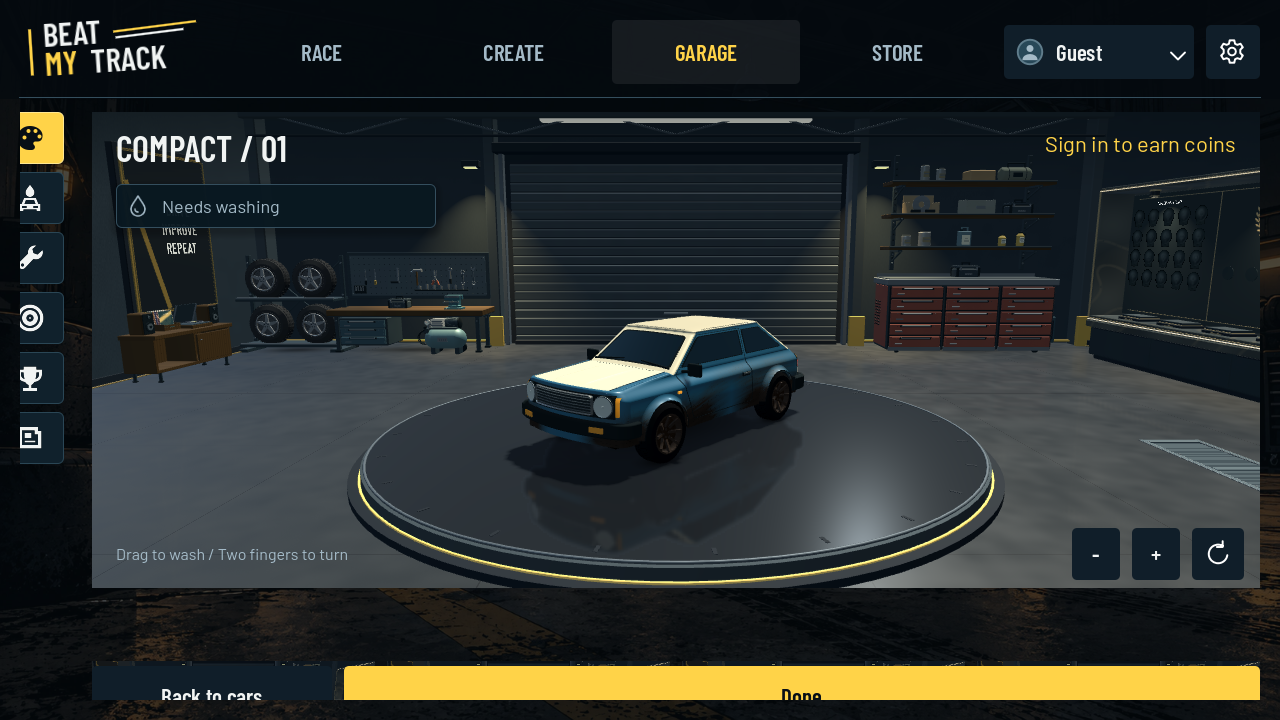 BEAT
MY TRACK
RACE
CREATE
GARAGE
STORE
Guest
COMPACT / 01
Sign in to earn coins
Needs washing
IMPROVE
REPEAT
Drag to wash / Two fingers to turn
-
+
Back to cars
Done